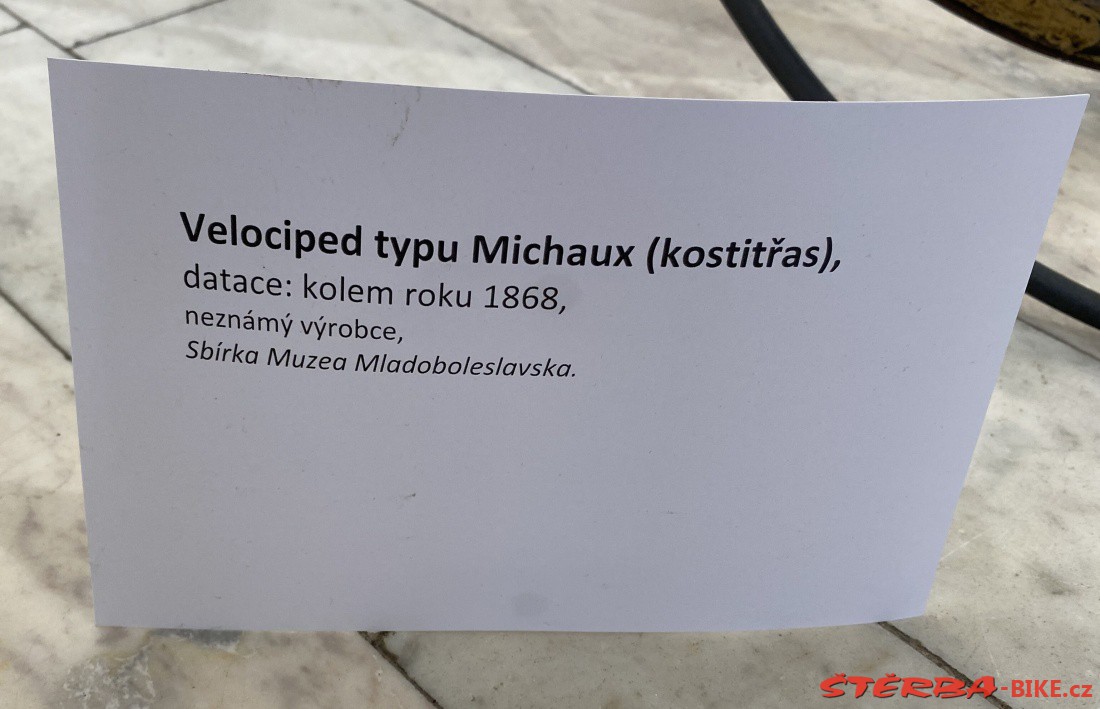 Velociped typu Michaux (kostitřas),
datace: kolem roku 1868,
neznámý výrobce,
Sbírka Muzea Mladoboleslavska.
ŠTĚRBA-BIKE.cz